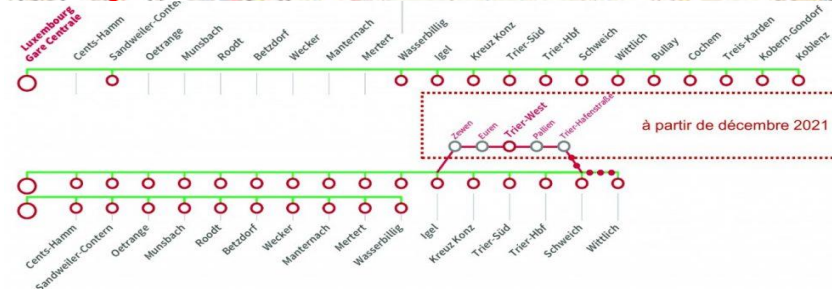 Luxembourg
Gare Centrale
Cents-Hamm
Sandweiler-Contern
Oetrange
Munsbach
Roodt
Betzdorf
Wecker
Manternach
Mertert
Wasserbillig
Igel
Kreuz Konz
Trier-Süd
Trier-Hbf
Schweich
Wittlich
Bullay
Cochem
Treis-Karden
Kobern-Gondorf
Koblenz
à partir de décembre 2021
Zewen
Euren
Trier-West
Pallien
Trier-Hafenstraße
Cents-Hamm
Sandweiler-Contern
Oetrange
Munsbach
Roodt
Betzdorf
Wecker
Manternach
Mertert
Wasserbillig
Igel
Kreuz Konz
Trier-Süd
Trier-Hbf
Schweich
Wittlich